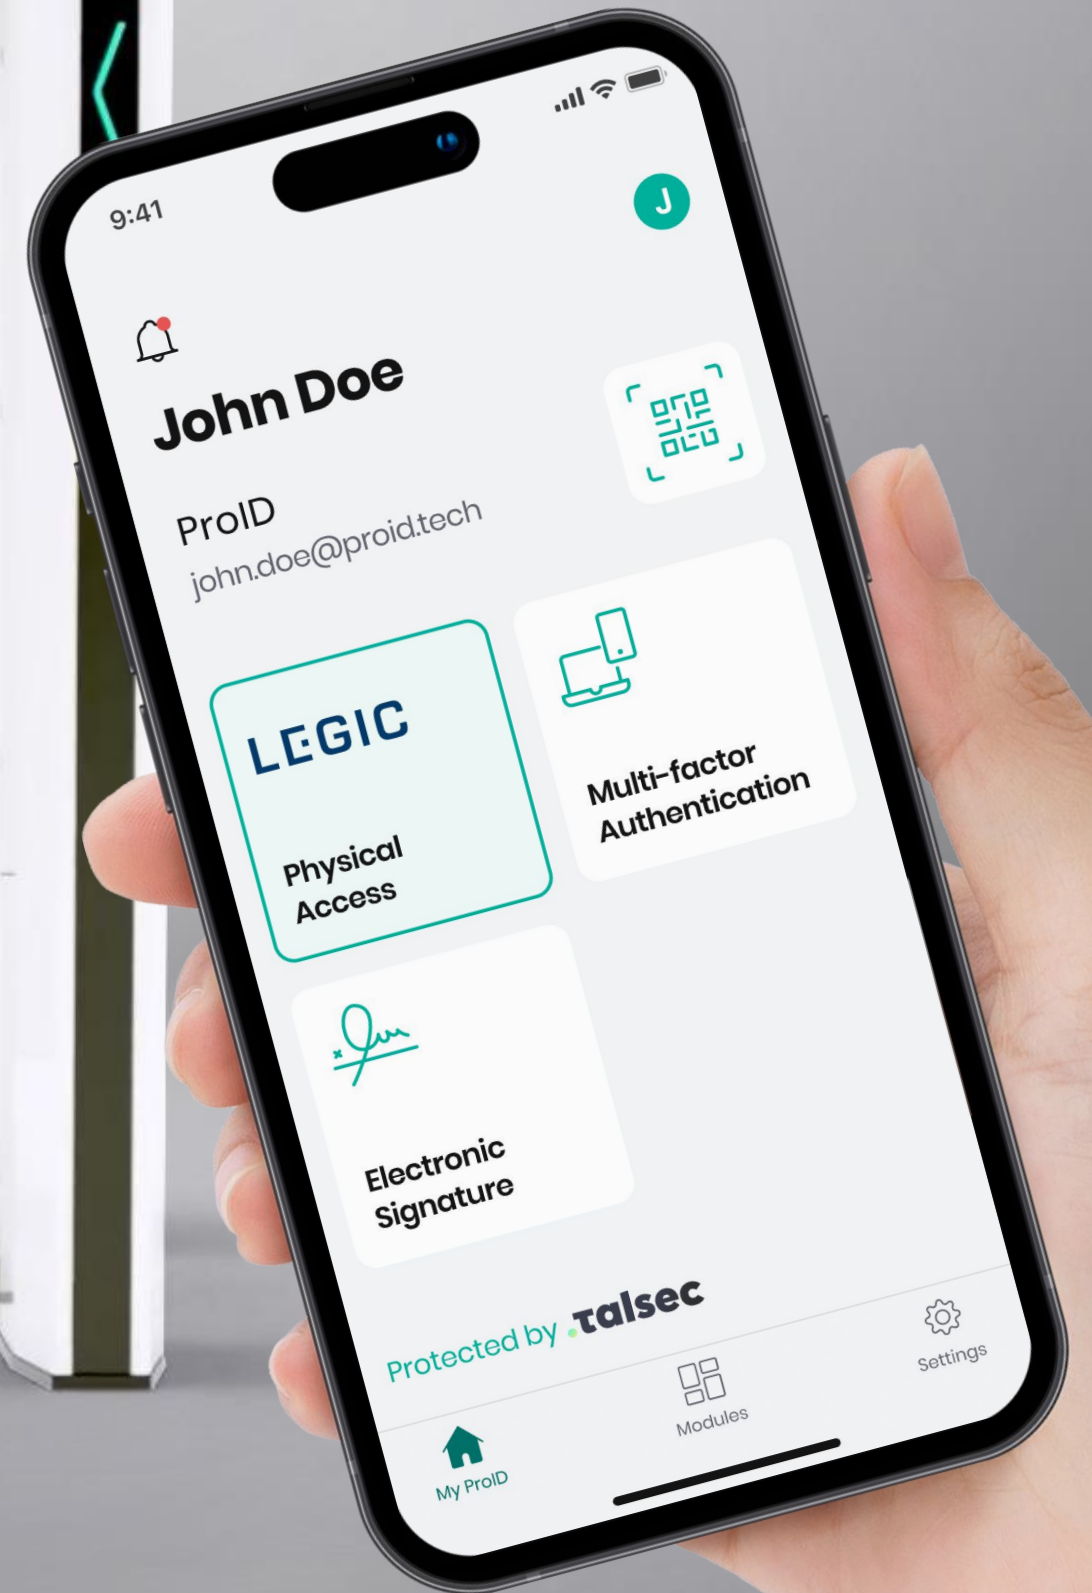 9:41
J
John Doe
ProID
john.doe@proid.tech
LEGIC
Physical
Access
Multi-factor
Authentication
Electronic
Signature
Protected by .talsec
My ProID
Modules
Settings